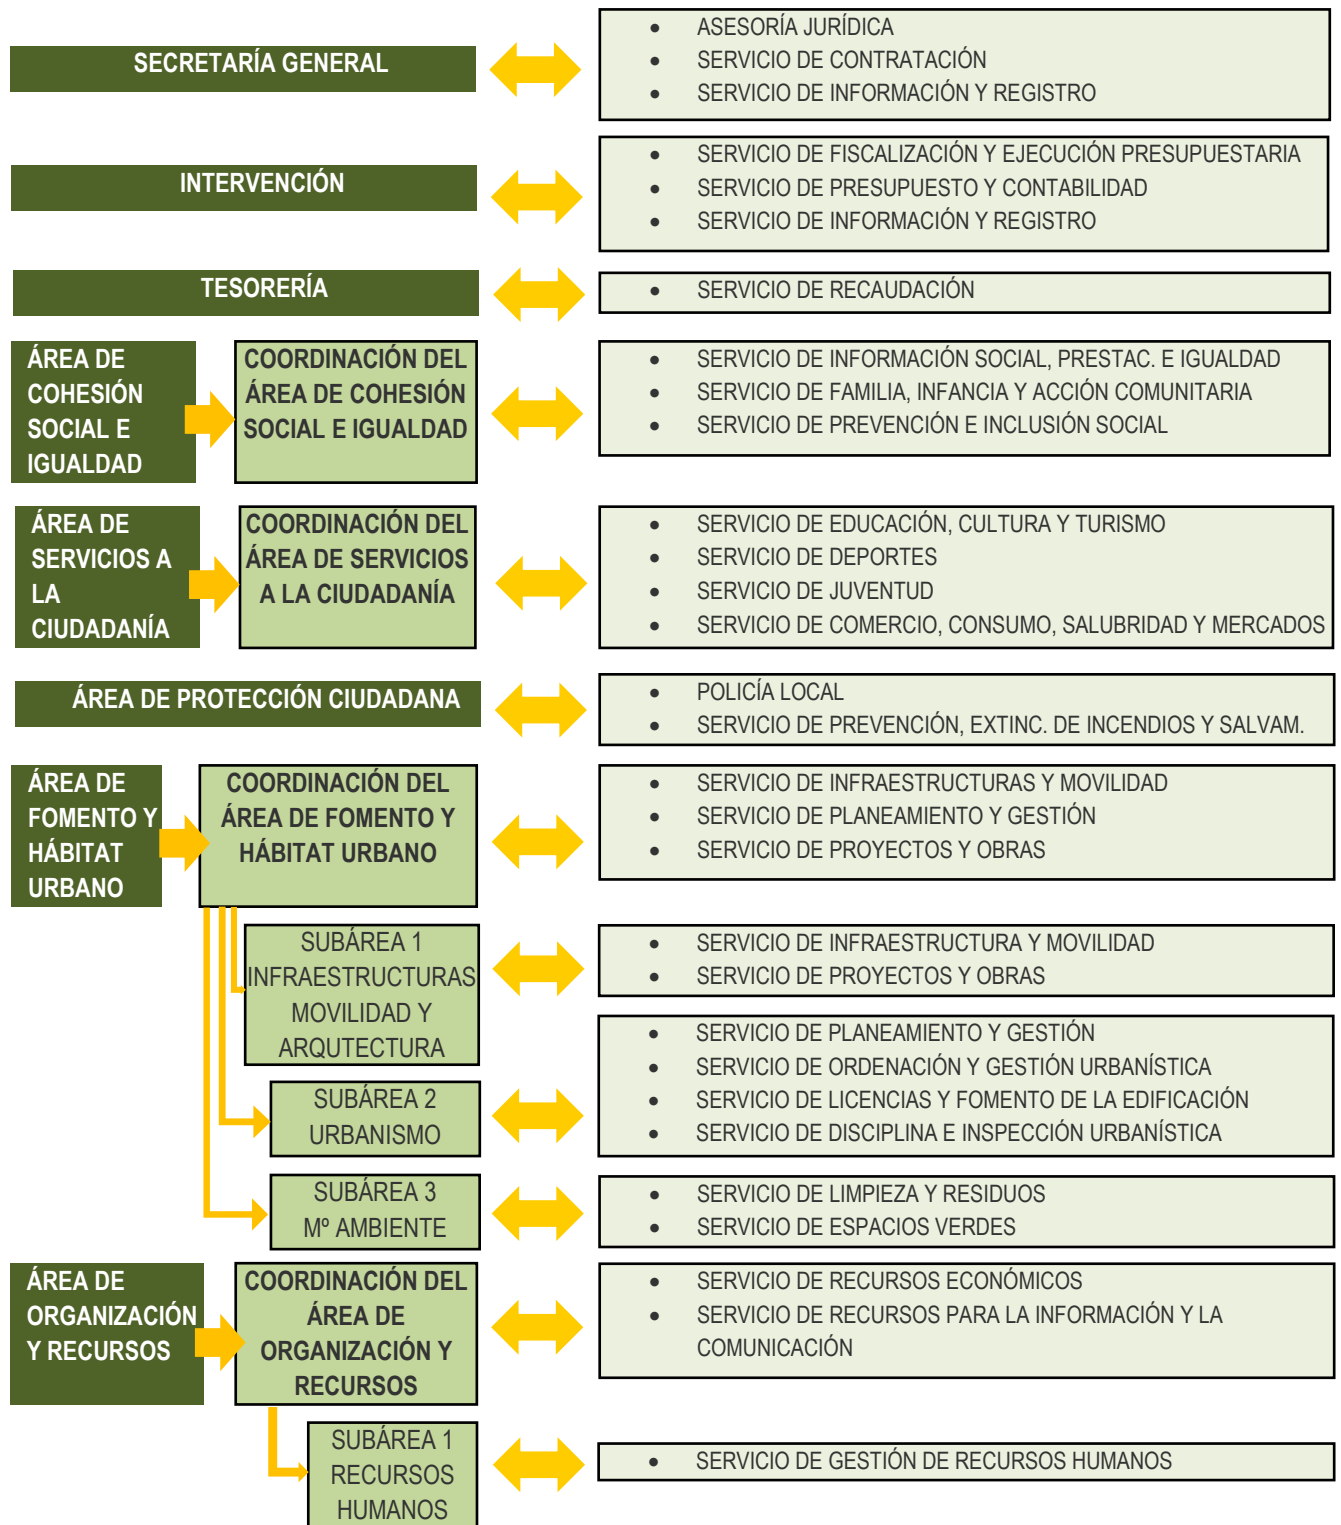 SECRETARÍA GENERAL
ASESORÍA JURÍDICA
SERVICIO DE CONTRATACIÓN
SERVICIO DE INFORMACIÓN Y REGISTRO
INTERVENCIÓN
SERVICIO DE FISCALIZACIÓN Y EJECUCIÓN PRESUPUESTARIA
SERVICIO DE PRESUPUESTO Y CONTABILIDAD
SERVICIO DE INFORMACIÓN Y REGISTRO
TESORERÍA
SERVICIO DE RECAUDACIÓN
ÁREA DE
COHESIÓN
SOCIAL E
IGUALDAD
COORDINACIÓN DEL
ÁREA DE COHESIÓN
SOCIAL E IGUALDAD
SERVICIO DE INFORMACIÓN SOCIAL, PRESTAC. E IGUALDAD
SERVICIO DE FAMILIA, INFANCIA Y ACCIÓN COMUNITARIA
SERVICIO DE PREVENCIÓN E INCLUSIÓN SOCIAL
ÁREA DE
SERVICIOS A
LA
CIUDADANÍA
COORDINACIÓN DEL
ÁREA DE SERVICIOS
A LA CIUDADANÍA
SERVICIO DE EDUCACIÓN, CULTURA Y TURISMO
SERVICIO DE DEPORTES
SERVICIO DE JUVENTUD
SERVICIO DE COMERCIO, CONSUMO, SALUBRIDAD Y MERCADOS
ÁREA DE PROTECCIÓN CIUDADANA
POLICÍA LOCAL
SERVICIO DE PREVENCIÓN, EXTINC. DE INCENDIOS Y SALVAM.
ÁREA DE
FOMENTO Y
HÁBITAT
URBANO
COORDINACIÓN DEL
ÁREA DE FOMENTO Y
HÁBITAT URBANO
SERVICIO DE INFRAESTRUCTURAS Y MOVILIDAD
SERVICIO DE PLANEAMIENTO Y GESTIÓN
SERVICIO DE PROYECTOS Y OBRAS
SUBÁREA 1
INFRAESTRUCTURAS
MOVILIDAD Y
ARQUTECTURA
SERVICIO DE INFRAESTRUCTURA Y MOVILIDAD
SERVICIO DE PROYECTOS Y OBRAS
SUBÁREA 2
URBANISMO
SERVICIO DE PLANEAMIENTO Y GESTIÓN
SERVICIO DE ORDENACIÓN Y GESTIÓN URBANÍSTICA
SERVICIO DE LICENCIAS Y FOMENTO DE LA EDIFICACIÓN
SERVICIO DE DISCIPLINA E INSPECCIÓN URBANÍSTICA
SUBÁREA 3
Mº AMBIENTE
SERVICIO DE LIMPIEZA Y RESIDUOS
SERVICIO DE ESPACIOS VERDES
ÁREA DE
ORGANIZACIÓN
Y RECURSOS
COORDINACIÓN DEL
ÁREA DE
ORGANIZACIÓN Y
RECURSOS
SERVICIO DE RECURSOS ECONÓMICOS
SERVICIO DE RECURSOS PARA LA INFORMACIÓN Y LA
COMUNICACIÓN
SUBÁREA 1
RECURSOS
HUMANOS
SERVICIO DE GESTIÓN DE RECURSOS HUMANOS